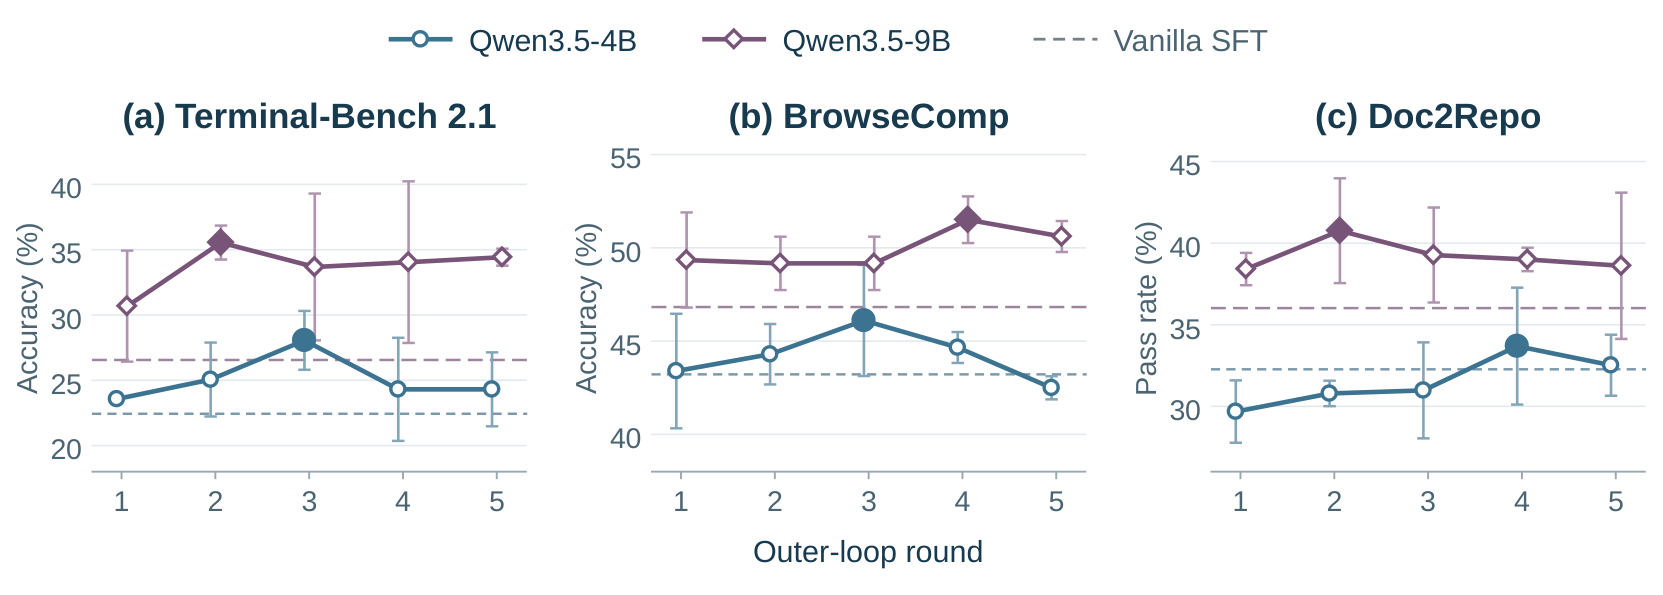 Qwen3.5-4B
Qwen3.5-9B
Vanilla SFT
(a) Terminal-Bench 2.1
Accuracy (%)
40
35
30
25
20
1 2 3 4 5
(b) BrowseComp
Accuracy (%)
55
50
45
40
1 2 3 4 5
(c) Doc2Repo
Pass rate (%)
45
40
35
30
1 2 3 4 5
Outer-loop round